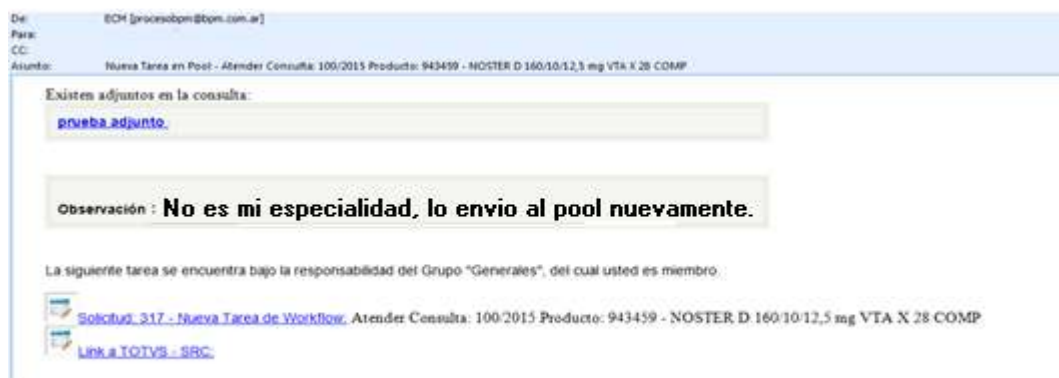 De: ECM [procesobpm@bpm.com.ar]
Para:
CC:
Asunto: Nueva Tarea en Pool - Atender Consulta: 100/2015 Producto: 943459 - NOSTER D 160/10/12,5 mg VTA X 28 COMP
Existen adjuntos en la consulta:
prueba adjunto
Observación : No es mi especialidad, lo envio al pool nuevamente.
La siguiente tarea se encuentra bajo la responsabilidad del Grupo "Generales", del cual usted es miembro.
Solicitud: 317 - Nueva Tarea de Workflow: Atender Consulta: 100/2015 Producto: 943459 - NOSTER D 160/10/12,5 mg VTA X 28 COMP
Link a TOTVS - SRC: